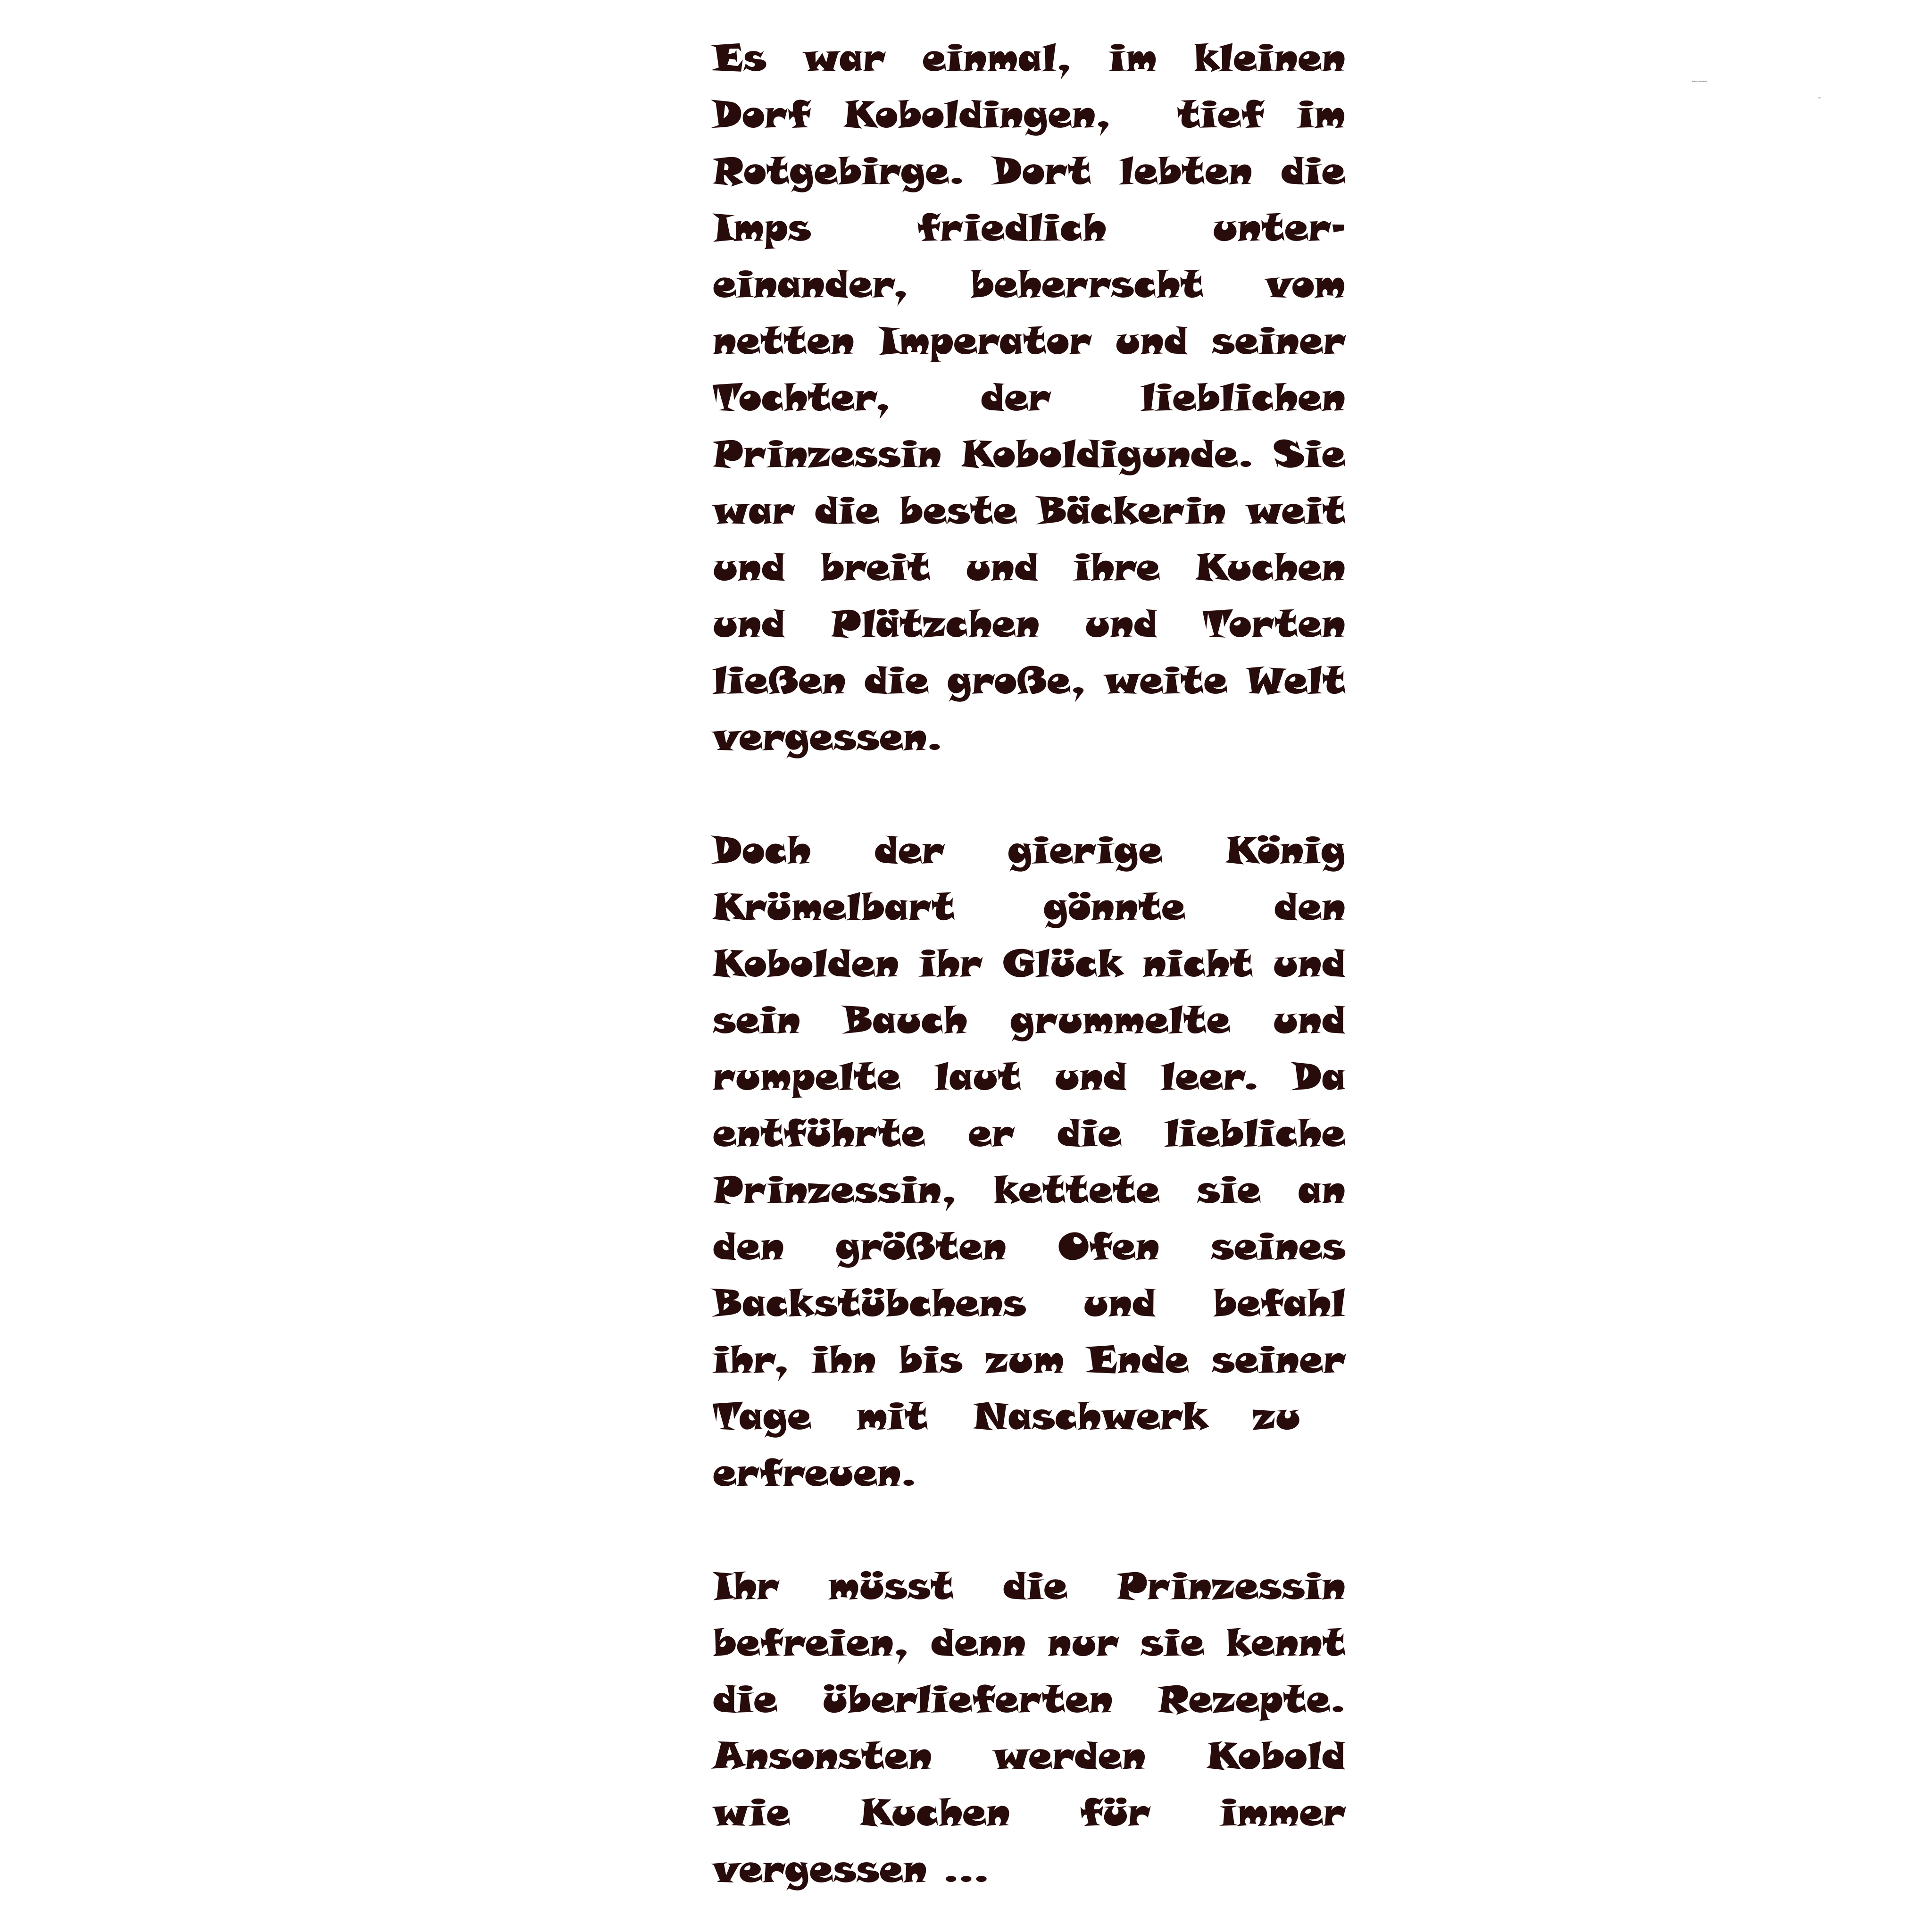 Es war einmal, im kleinen
Dorf Koboldingen, tief im
Rotgebirge. Dort lebten die
Imps friedlich unter-
einander, beherrscht vom
netten Imperator und seiner
Tochter, der lieblichen
Prinzessin Koboldigunde. Sie
war die beste Bäckerin weit
und breit und ihre Kuchen
und Plätzchen und Torten
ließen die große, weite Welt
vergessen.

Doch der gierige König
Krümelbart gönnte den
Kobolden ihr Glück nicht und
sein Bauch grummelte und
rumpelte laut und leer. Da
entführte er die liebliche
Prinzessin, kettete sie an
den größten Ofen seines
Backstübchens und befahl
ihr, ihn bis zum Ende seiner
Tage mit Naschwerk zu
erfreuen.

Ihr müsst die Prinzessin
befreien, denn nur sie kennt
die überlieferten Rezepte.
Ansonsten werden Kobold
wie Kuchen für immer
vergessen ...